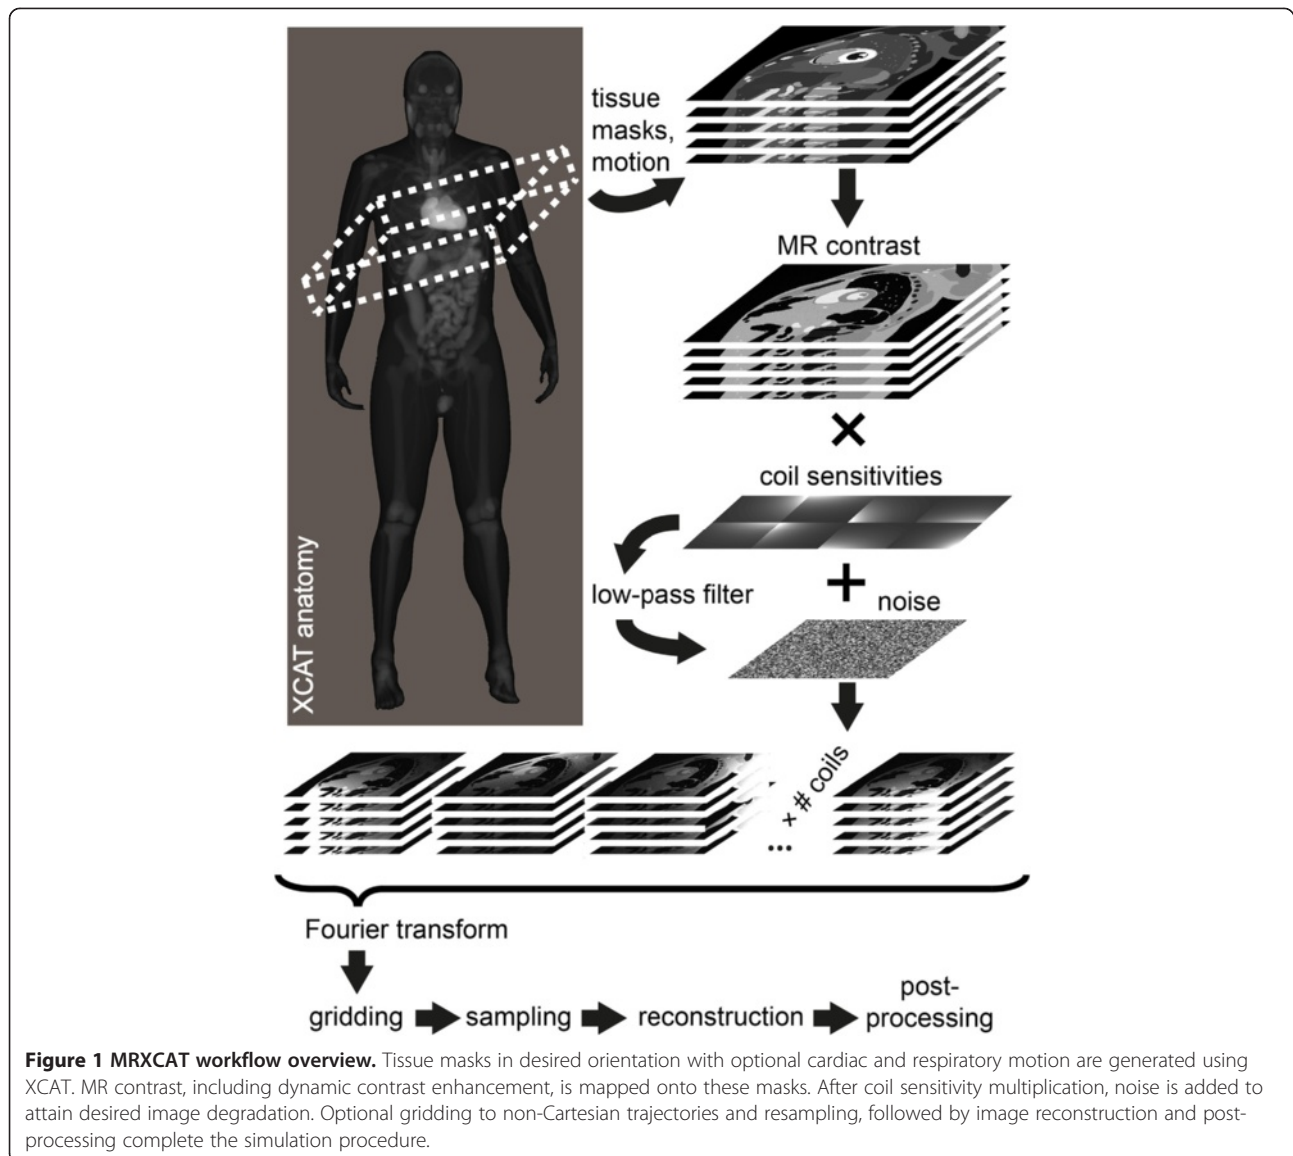 XCAT anatomy
tissue
masks,
motion
MR contrast
×
coil sensitivities
low-pass filter
+
noise
× # coils
...
Fourier transform
gridding
sampling
reconstruction
post-
processing
Figure 1 MRXCAT workflow overview. Tissue masks in desired orientation with optional cardiac and respiratory motion are generated using
XCAT. MR contrast, including dynamic contrast enhancement, is mapped onto these masks. After coil sensitivity multiplication, noise is added to
attain desired image degradation. Optional gridding to non-Cartesian trajectories and resampling, followed by image reconstruction and post-
processing complete the simulation procedure.